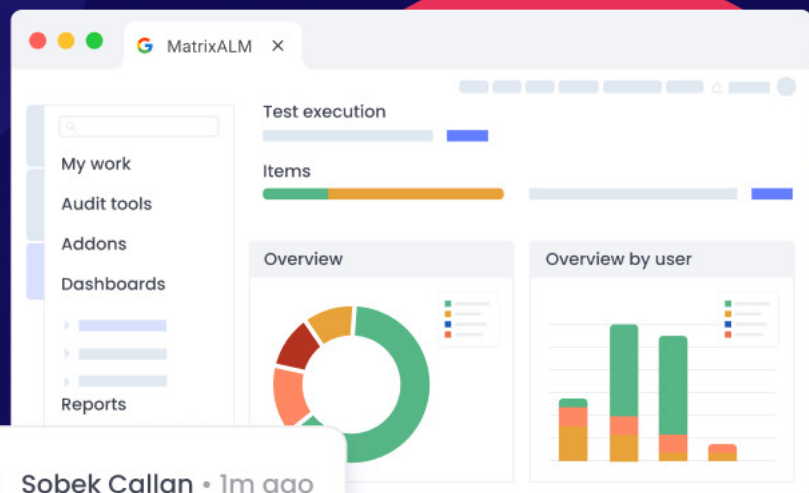 MatrixALM
Test execution
My work
Items
Audit tools
Addons
Overview
Overview by user
Dashboards
Reports
Sobek Callan • 1m ago